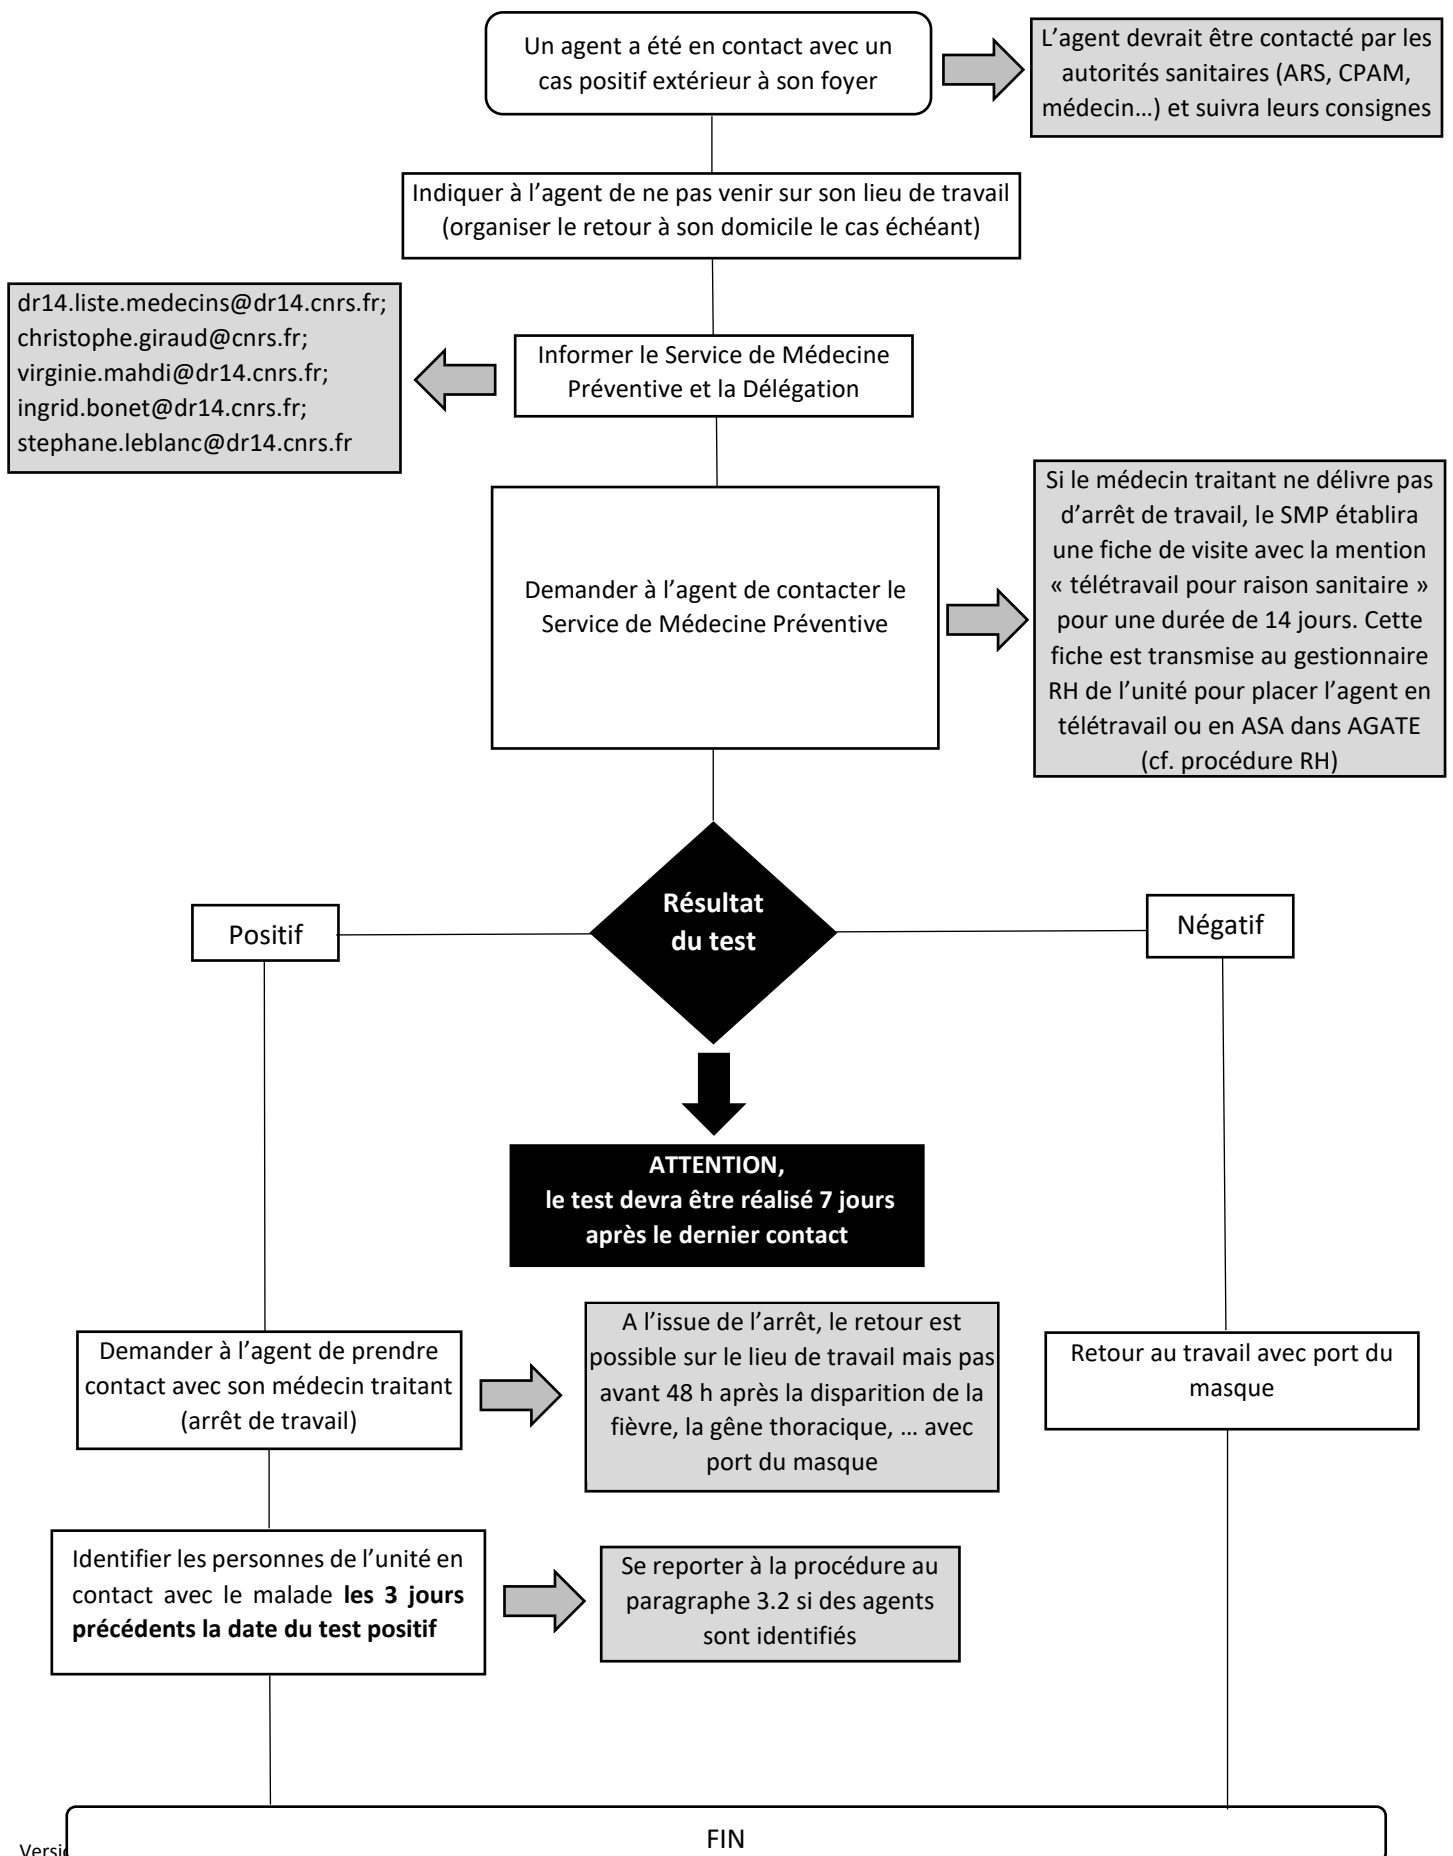 Un agent a été en contact avec un
cas positif extérieur à son foyer
L’agent devrait être contacté par les
autorités sanitaires (ARS, CPAM,
médecin…) et suivra leurs consignes
Indiquer à l’agent de ne pas venir sur son lieu de travail
(organiser le retour à son domicile le cas échéant)
dr14.liste.medecins@dr14.cnrs.fr;
christophe.giraud@cnrs.fr;
virginie.mahdi@dr14.cnrs.fr;
ingrid.bonet@dr14.cnrs.fr;
stephane.leblanc@dr14.cnrs.fr
Informer le Service de Médecine
Préventive et la Délégation
Demander à l’agent de contacter le
Service de Médecine Préventive
Si le médecin traitant ne délivre pas
d’arrêt de travail, le SMP établira
une fiche de visite avec la mention
« télétravail pour raison sanitaire »
pour une durée de 14 jours. Cette
fiche est transmise au gestionnaire
RH de l’unité pour placer l’agent en
télétravail ou en ASA dans AGATE
(cf. procédure RH)
Résultat
du test
Positif
Négatif
ATTENTION,
le test devra être réalisé 7 jours
après le dernier contact
Demander à l’agent de prendre
contact avec son médecin traitant
(arrêt de travail)
A l’issue de l’arrêt, le retour est
possible sur le lieu de travail mais pas
avant 48 h après la disparition de la
fièvre, la gêne thoracique, … avec
port du masque
Retour au travail avec port du
masque
Identifier les personnes de l’unité en
contact avec le malade les 3 jours
précédents la date du test positif
Se reporter à la procédure au
paragraphe 3.2 si des agents
sont identifiés
FIN